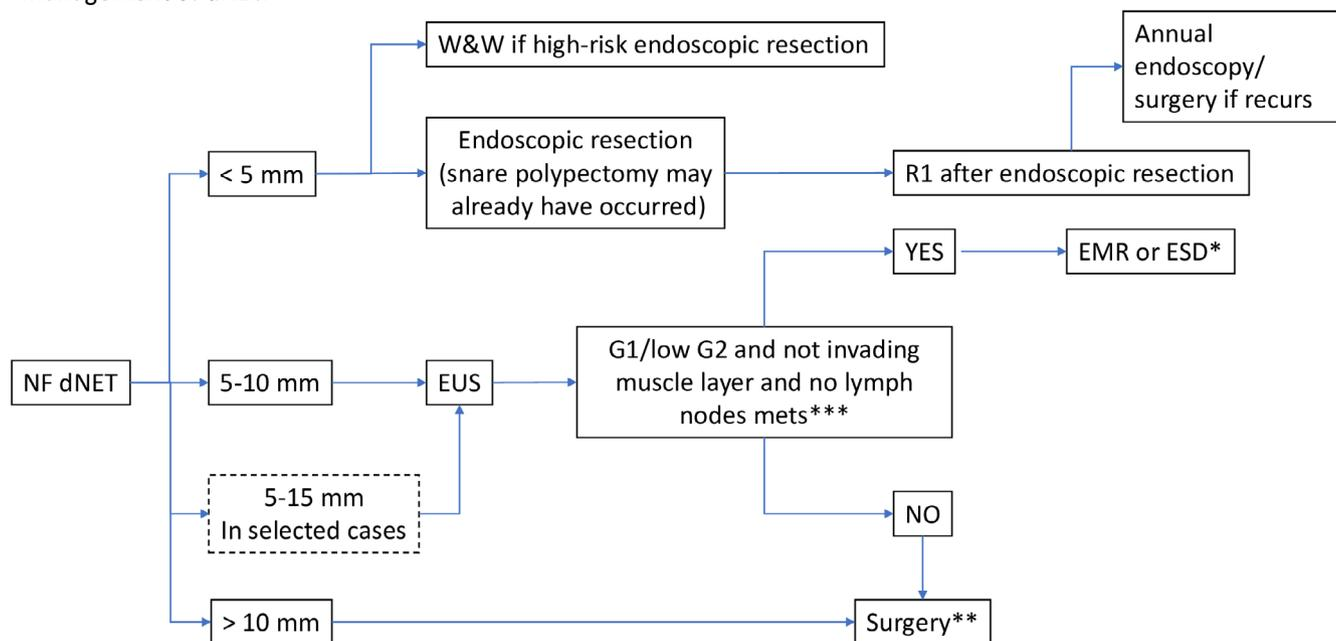 W&W if high-risk endoscopic resection
Annual
endoscopy/
surgery if recurs
< 5 mm
Endoscopic resection
(snare polypectomy may
already have occurred)
R1 after endoscopic resection
YES
EMR or ESD*
NF dNET
5-10 mm
EUS
G1/low G2 and not invading
muscle layer and no lymph
nodes mets***
5-15 mm
In selected cases
NO
> 10 mm
Surgery**